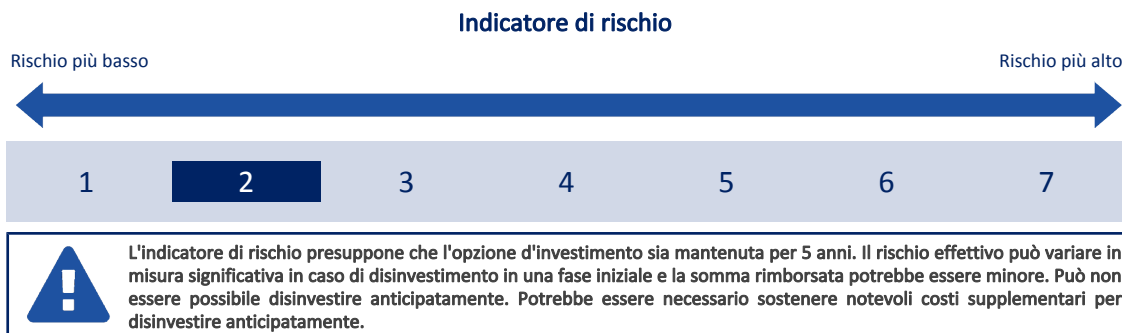 Indicatore di rischio
Rischio più basso
Rischio più alto
1 2 3 4 5 6 7
L'indicatore di rischio presuppone che l'opzione d'investimento sia mantenuta per 5 anni. Il rischio effettivo può variare in
misura significativa in caso di disinvestimento in una fase iniziale e la somma rimborsata potrebbe essere minore. Può non
essere possibile disinvestire anticipatamente. Potrebbe essere necessario sostenere notevoli costi supplementari per
disinvestire anticipatamente.